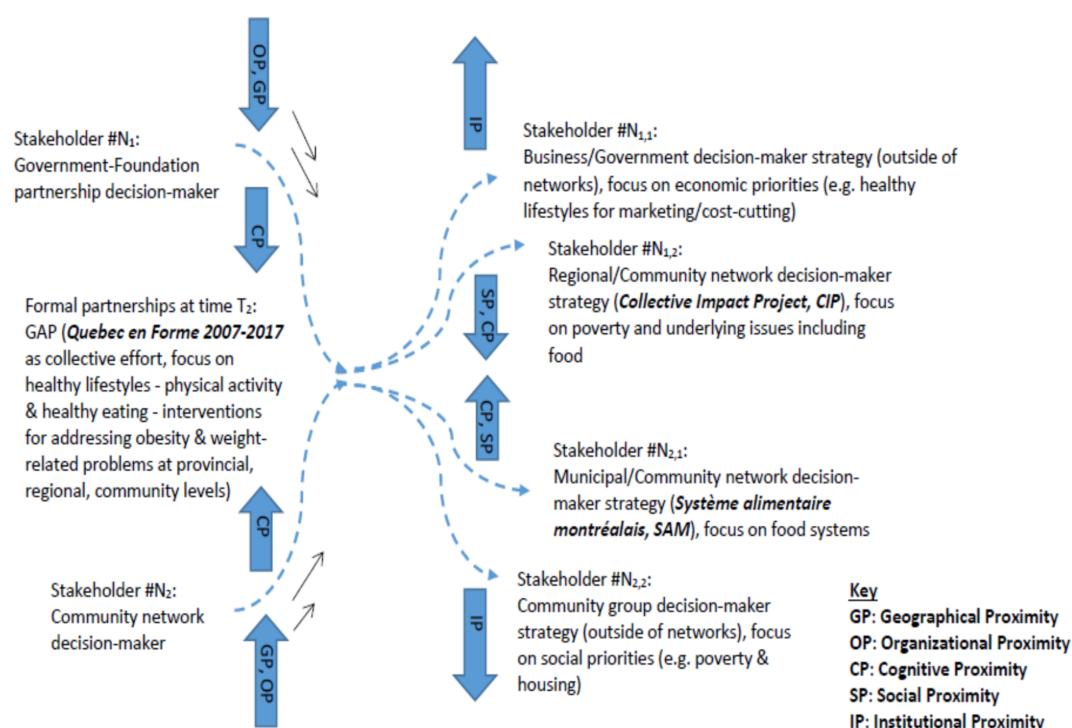 OP, GP
Stakeholder #N1:
Government-Foundation
partnership decision-maker
CP
Formal partnerships at time T2:
GAP (Quebec en Forme 2007-2017
as collective effort, focus on
healthy lifestyles - physical activity
& healthy eating - interventions
for addressing obesity & weight-
related problems at provincial,
regional, community levels)
CP
Stakeholder #N2:
Community network
decision-maker
GP, OP
IP
Stakeholder #N1,1:
Business/Government decision-maker strategy (outside of
networks), focus on economic priorities (e.g. healthy
lifestyles for marketing/cost-cutting)
Stakeholder #N1,2:
Regional/Community network decision-maker
strategy (Collective Impact Project, CIP), focus
on poverty and underlying issues including
food
SP, CP
CP, SP
Stakeholder #N2,1:
Municipal/Community network decision-
maker strategy (Système alimentaire
montréalais, SAM), focus on food systems
Stakeholder #N2,2:
Community group decision-maker
strategy (outside of networks), focus
on social priorities (e.g. poverty &
housing)
IP
Key
GP: Geographical Proximity
OP: Organizational Proximity
CP: Cognitive Proximity
SP: Social Proximity
IP: Institutional Proximity